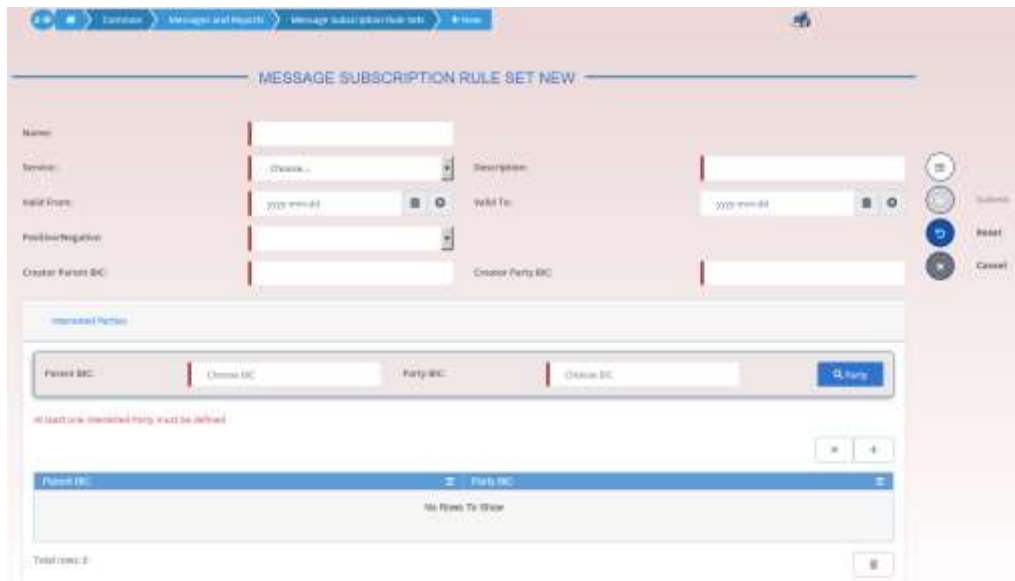 Common Messages and Reports Message Subscription Rule Sets New
MESSAGE SUBSCRIPTION RULE SET NEW
Name:
Service: Choose... Description:
Valid From: yyyy-mm-dd Valid To: yyyy-mm-dd
Submit
Positive/Negative:
Reset
Creator Parent BIC: Creator Party BIC:
Cancel
Interested Parties
Parent BIC: Choose BIC Party BIC: Choose BIC Party
At least one Interested Party must be defined
Parent BIC Party BIC
No Rows To Show
Total rows: 0